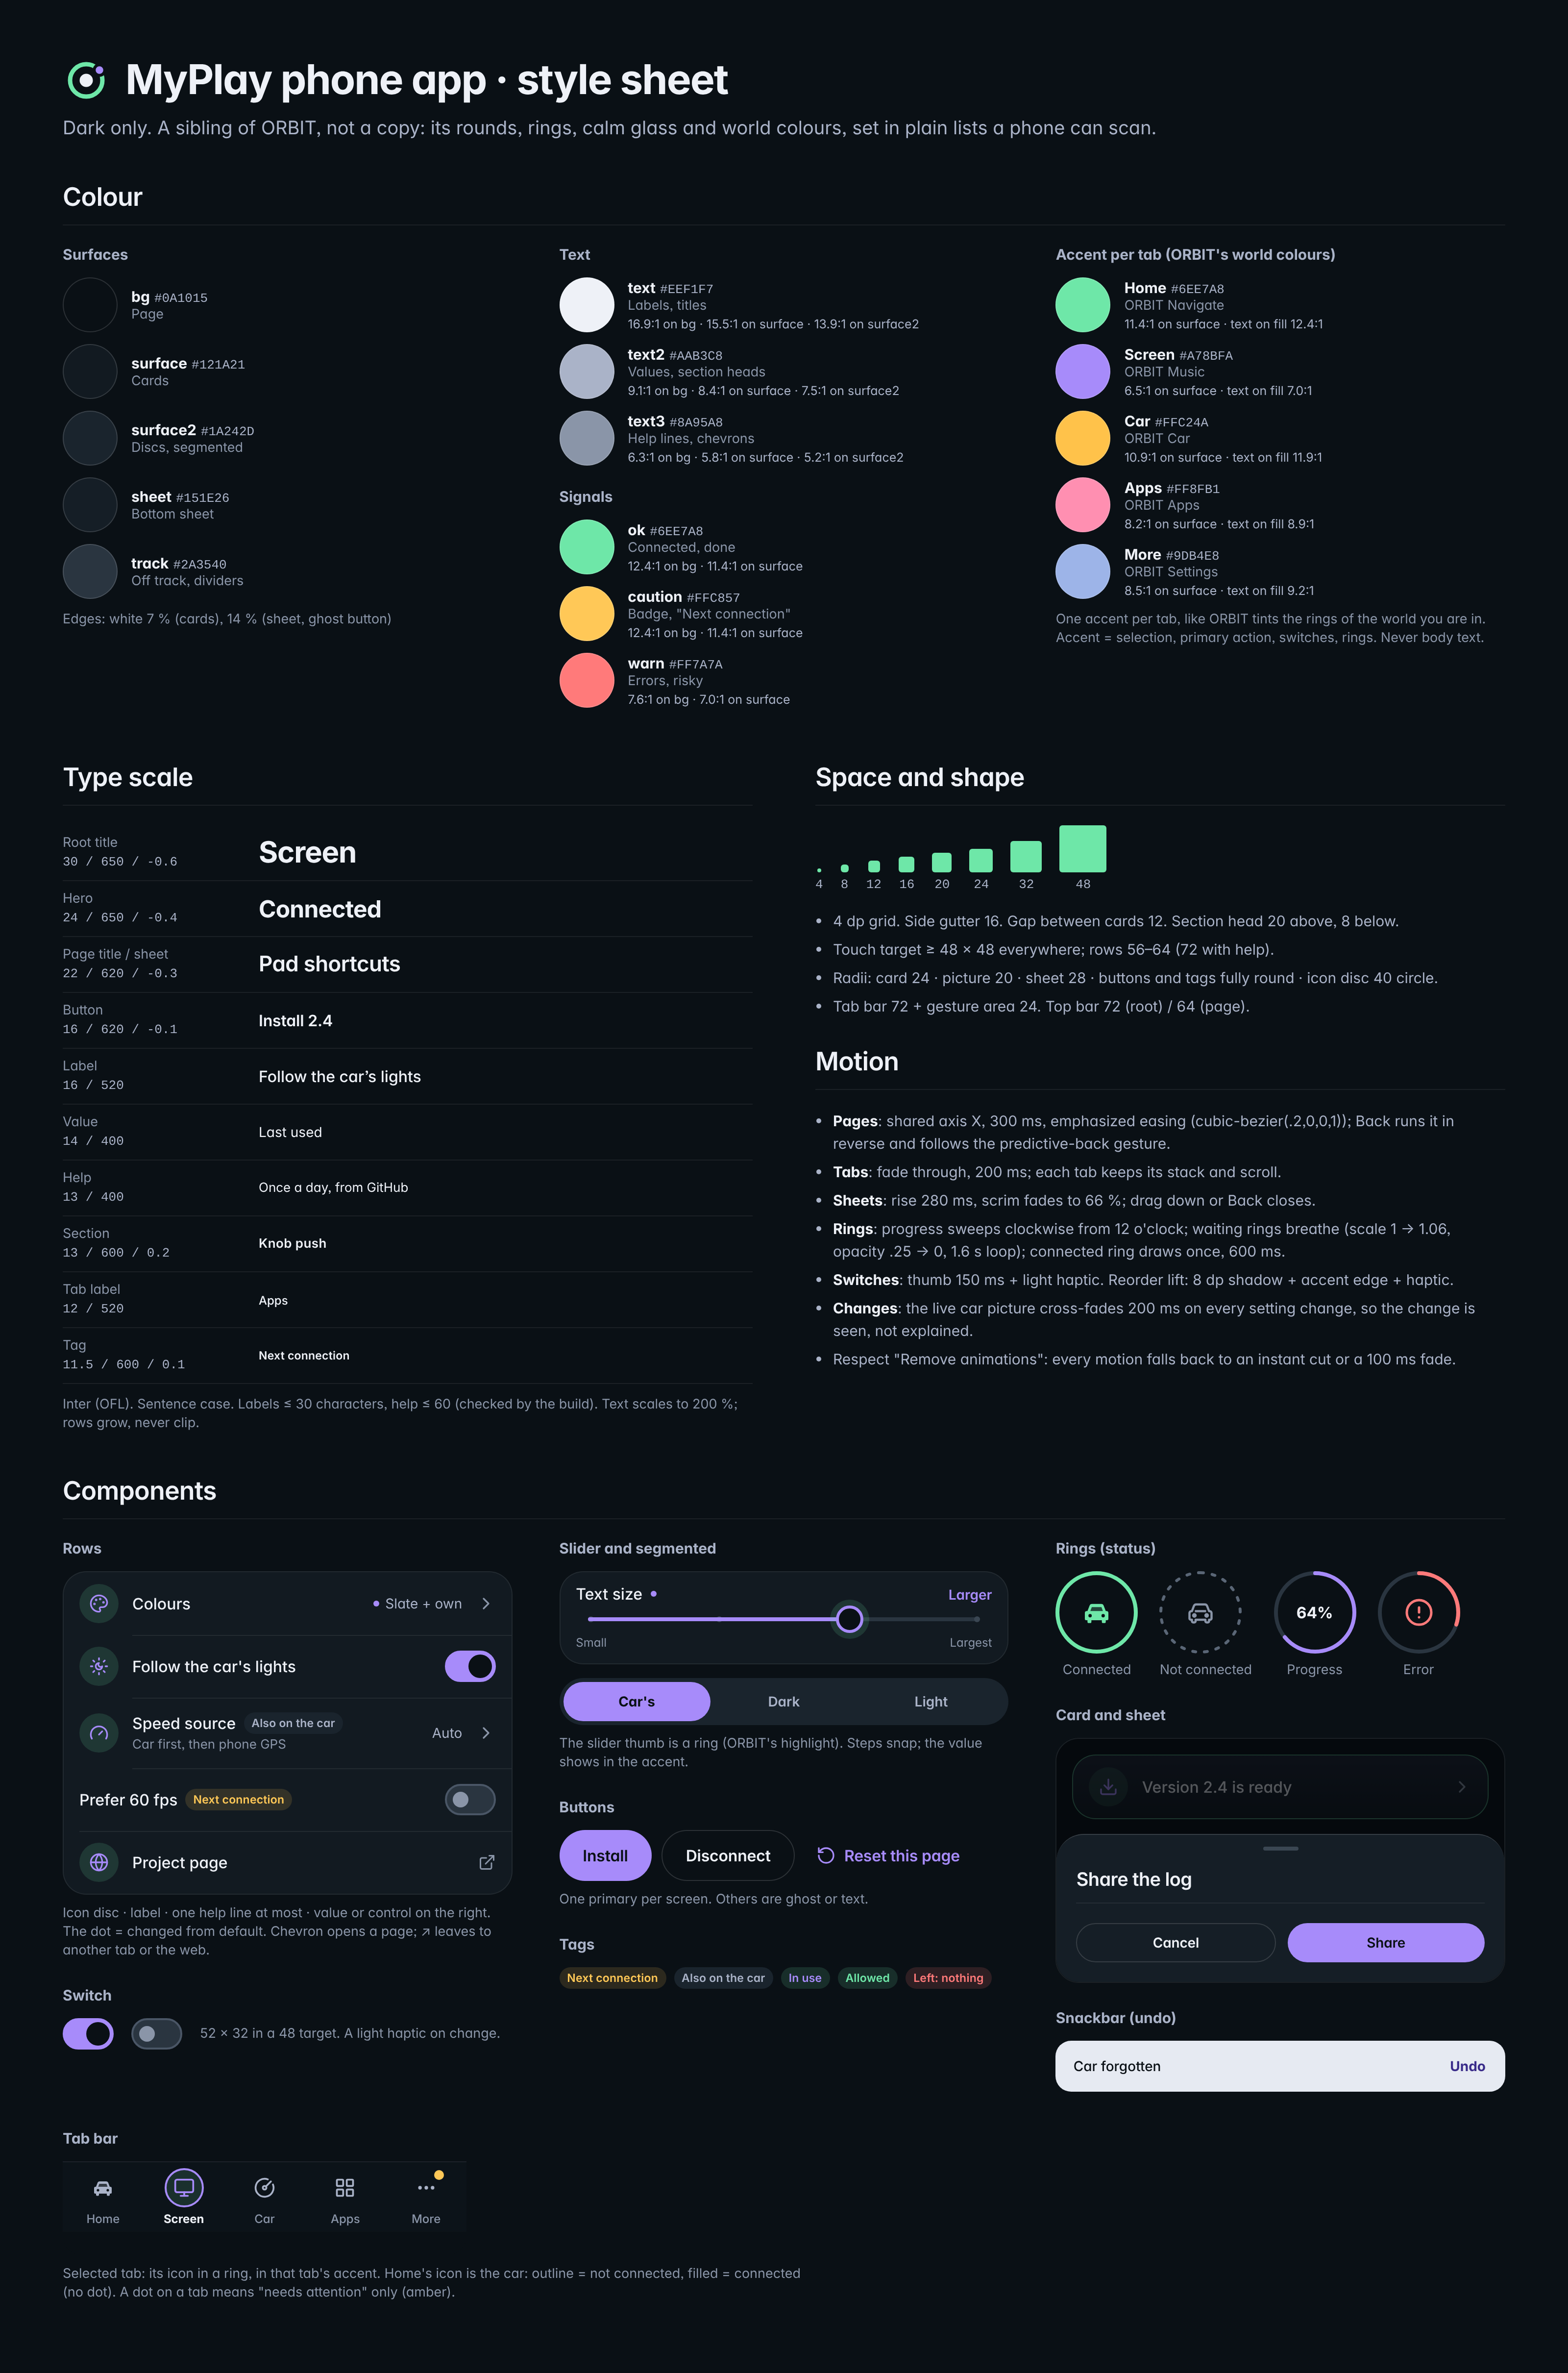 MyPlay phone app · style sheet
Dark only. A sibling of ORBIT, not a copy: its rounds, rings, calm glass and world colours, set in plain lists a phone can scan.
Colour
Surfaces
bg #0A1015
Page
surface #121A21
Cards
surface2 #1A242D
Discs, segmented
sheet #151E26
Bottom sheet
track #2A3540
Off track, dividers
Edges: white 7 % (cards), 14 % (sheet, ghost button)
Text
text #EEF1F7
Labels, titles
16.9:1 on bg · 15.5:1 on surface · 13.9:1 on surface2
text2 #AAB3C8
Values, section heads
9.1:1 on bg · 8.4:1 on surface · 7.5:1 on surface2
text3 #8A95A8
Help lines, chevrons
6.3:1 on bg · 5.8:1 on surface · 5.2:1 on surface2
Signals
ok #6EE7A8
Connected, done
12.4:1 on bg · 11.4:1 on surface
caution #FFC857
Badge, "Next connection"
12.4:1 on bg · 11.4:1 on surface
warn #FF7A7A
Errors, risky
7.6:1 on bg · 7.0:1 on surface
Accent per tab (ORBIT's world colours)
Home #6EE7A8
ORBIT Navigate
11.4:1 on surface · text on fill 12.4:1
Screen #A78BFA
ORBIT Music
6.5:1 on surface · text on fill 7.0:1
Car #FFC24A
ORBIT Car
10.9:1 on surface · text on fill 11.9:1
Apps #FF8FB1
ORBIT Apps
8.2:1 on surface · text on fill 8.9:1
More #9DB4E8
ORBIT Settings
8.5:1 on surface · text on fill 9.2:1
One accent per tab, like ORBIT tints the rings of the world you are in.
Accent = selection, primary action, switches, rings. Never body text.
Type scale
Root title
30 / 650 / -0.6
Screen
Hero
24 / 650 / -0.4
Connected
Page title / sheet
22 / 620 / -0.3
Pad shortcuts
Button
16 / 620 / -0.1
Install 2.4
Label
16 / 520
Follow the car’s lights
Value
14 / 400
Last used
Help
13 / 400
Once a day, from GitHub
Section
13 / 600 / 0.2
Knob push
Tab label
12 / 520
Apps
Tag
11.5 / 600 / 0.1
Next connection
Inter (OFL). Sentence case. Labels ≤ 30 characters, help ≤ 60 (checked by the build). Text scales to 200 %;
rows grow, never clip.
Space and shape
4 8 12 16 20 24 32 48
• 4 dp grid. Side gutter 16. Gap between cards 12. Section head 20 above, 8 below.
• Touch target ≥ 48 × 48 everywhere; rows 56–64 (72 with help).
• Radii: card 24 · picture 20 · sheet 28 · buttons and tags fully round · icon disc 40 circle.
• Tab bar 72 + gesture area 24. Top bar 72 (root) / 64 (page).
Motion
• Pages: shared axis X, 300 ms, emphasized easing (cubic-bezier(.2,0,0,1)); Back runs it in
reverse and follows the predictive-back gesture.
• Tabs: fade through, 200 ms; each tab keeps its stack and scroll.
• Sheets: rise 280 ms, scrim fades to 66 %; drag down or Back closes.
• Rings: progress sweeps clockwise from 12 o'clock; waiting rings breathe (scale 1 → 1.06,
opacity .25 → 0, 1.6 s loop); connected ring draws once, 600 ms.
• Switches: thumb 150 ms + light haptic. Reorder lift: 8 dp shadow + accent edge + haptic.
• Changes: the live car picture cross-fades 200 ms on every setting change, so the change is
seen, not explained.
• Respect "Remove animations": every motion falls back to an instant cut or a 100 ms fade.
Components
Rows
Colours
Slate + own
Follow the car's lights
Speed source Also on the car
Car first, then phone GPS
Auto
Prefer 60 fps Next connection
Project page
Icon disc · label · one help line at most · value or control on the right.
The dot = changed from default. Chevron opens a page; ↗ leaves to
another tab or the web.
Switch
52 × 32 in a 48 target. A light haptic on change.
Slider and segmented
Text size
Larger
Small
Largest
Car's Dark Light
The slider thumb is a ring (ORBIT's highlight). Steps snap; the value
shows in the accent.
Buttons
Install Disconnect Reset this page
One primary per screen. Others are ghost or text.
Tags
Next connection Also on the car In use Allowed Left: nothing
Rings (status)
64%
Connected Not connected Progress Error
Card and sheet
Version 2.4 is ready
Share the log
Cancel Share
Snackbar (undo)
Car forgotten Undo
Tab bar
Home Screen Car Apps More
Selected tab: its icon in a ring, in that tab's accent. Home's icon is the car: outline = not connected, filled = connected
(no dot). A dot on a tab means "needs attention" only (amber).